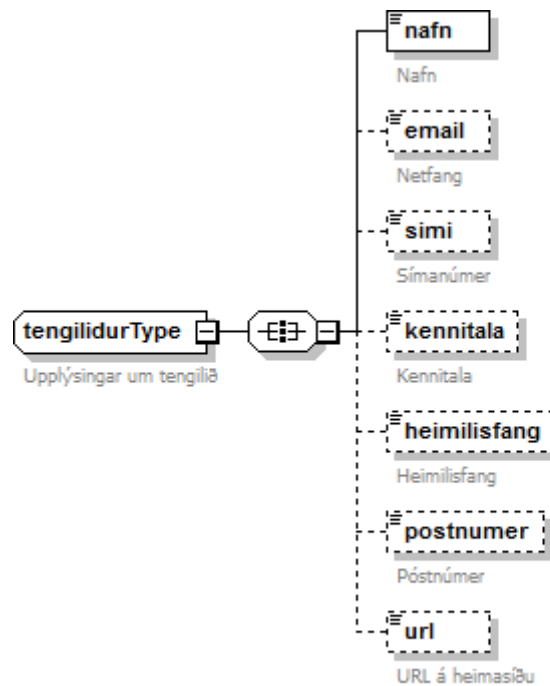 nafn
Nafn
email
Netfang
simi
Símanúmer
tengilidurType
Upplýsingar um tengilið
kennitala
Kennitala
heimilisfang
Heimilisfang
postnumer
Póstnúmer
url
URL á heimasíðu